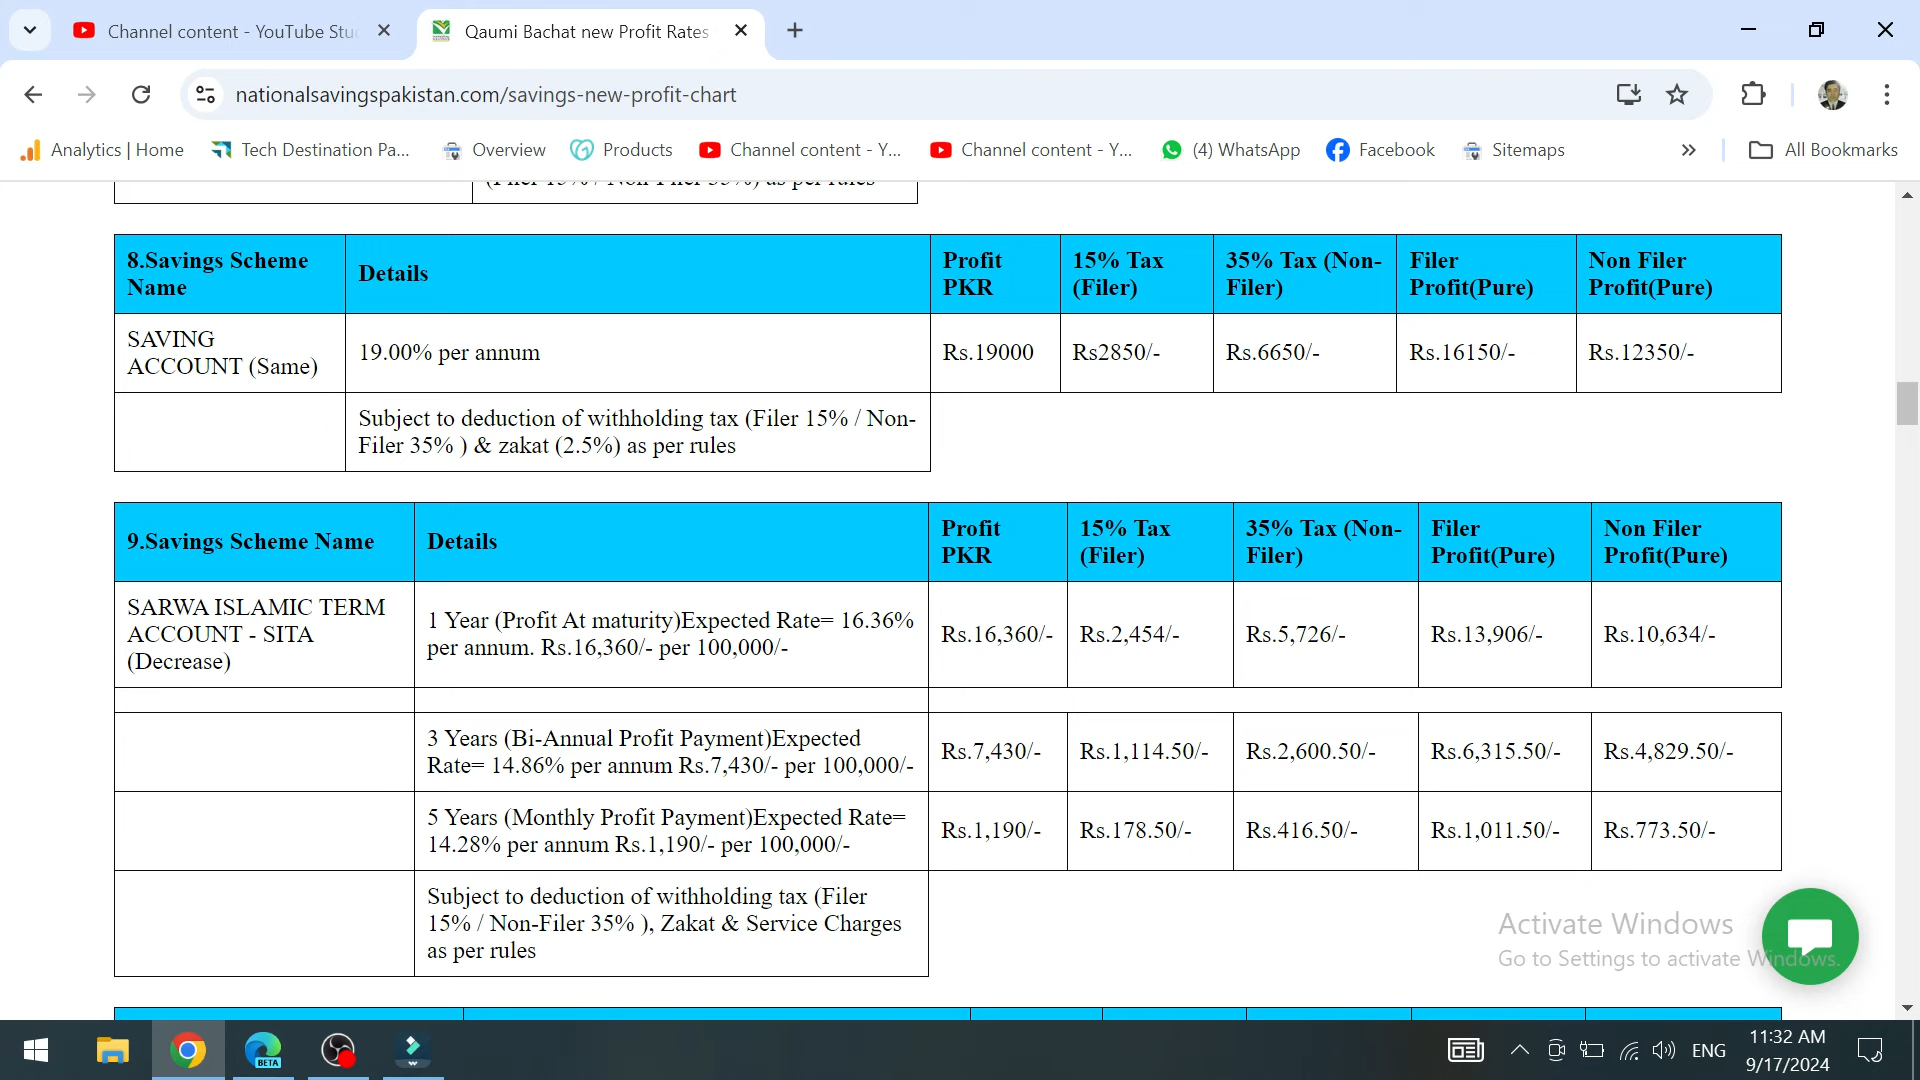 Channel content - YouTube Stu
Qaumi Bachat new Profit Rates
nationalsavingspakistan.com/savings-new-profit-chart
Analytics | Home
Tech Destination Pa...
Overview
Products
Channel content - Y...
Channel content - Y...
(4) WhatsApp
Facebook
Sitemaps
All Bookmarks
(Filer 15% / Non-Filer 35%) as per rules
8.Savings Scheme Name
Details
Profit PKR
15% Tax (Filer)
35% Tax (Non-Filer)
Filer Profit(Pure)
Non Filer Profit(Pure)
SAVING ACCOUNT (Same)
19.00% per annum
Rs.19000
Rs2850/-
Rs.6650/-
Rs.16150/-
Rs.12350/-
Subject to deduction of withholding tax (Filer 15% / Non-
Filer 35% ) & zakat (2.5%) as per rules
9.Savings Scheme Name
Details
Profit PKR
15% Tax (Filer)
35% Tax (Non-Filer)
Filer Profit(Pure)
Non Filer Profit(Pure)
SARWA ISLAMIC TERM
ACCOUNT - SITA
(Decrease)
1 Year (Profit At maturity)Expected Rate= 16.36%
per annum. Rs.16,360/- per 100,000/-
Rs.16,360/-
Rs.2,454/-
Rs.5,726/-
Rs.13,906/-
Rs.10,634/-
3 Years (Bi-Annual Profit Payment)Expected
Rate= 14.86% per annum Rs.7,430/- per 100,000/-
Rs.7,430/-
Rs.1,114.50/-
Rs.2,600.50/-
Rs.6,315.50/-
Rs.4,829.50/-
5 Years (Monthly Profit Payment)Expected Rate=
14.28% per annum Rs.1,190/- per 100,000/-
Rs.1,190/-
Rs.178.50/-
Rs.416.50/-
Rs.1,011.50/-
Rs.773.50/-
Subject to deduction of withholding tax (Filer
15% / Non-Filer 35% ), Zakat & Service Charges
as per rules
Activate Windows
Go to Settings to activate Windows.
BETA
ENG
11:32 AM
9/17/2024